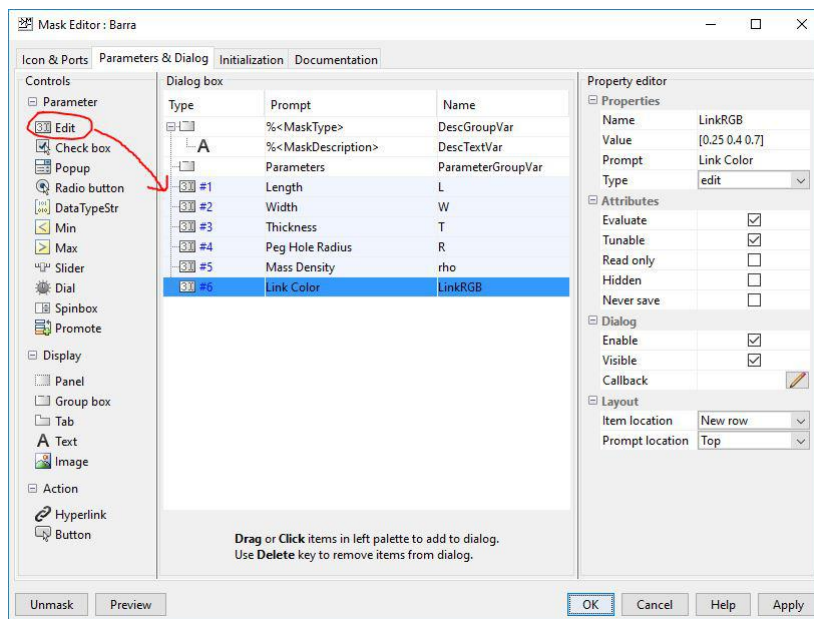 Mask Editor : Barra
Icon & Ports Parameters & Dialog Initialization Documentation
Controls
Parameter
Edit
Check box
Popup
Radio button
DataTypeStr
Min
Max
Slider
Dial
Spinbox
Promote
Display
Panel
Group box
Tab
A Text
Image
Action
Hyperlink
Button
Dialog box
Type Prompt Name
%<MaskType> DescGroupVar
A %<MaskDescription> DescTextVar
Parameters ParameterGroupVar
#1 Length L
#2 Width W
#3 Thickness T
#4 Peg Hole Radius R
#5 Mass Density rho
#6 Link Color LinkRGB
Drag or Click items in left palette to add to dialog.
Use Delete key to remove items from dialog.
Property editor
Properties
Name LinkRGB
Value [0.25 0.4 0.7]
Prompt Link Color
Type edit
Attributes
Evaluate
Tunable
Read only
Hidden
Never save
Dialog
Enable
Visible
Callback
Layout
Item location New row
Prompt location Top
Unmask Preview OK Cancel Help Apply